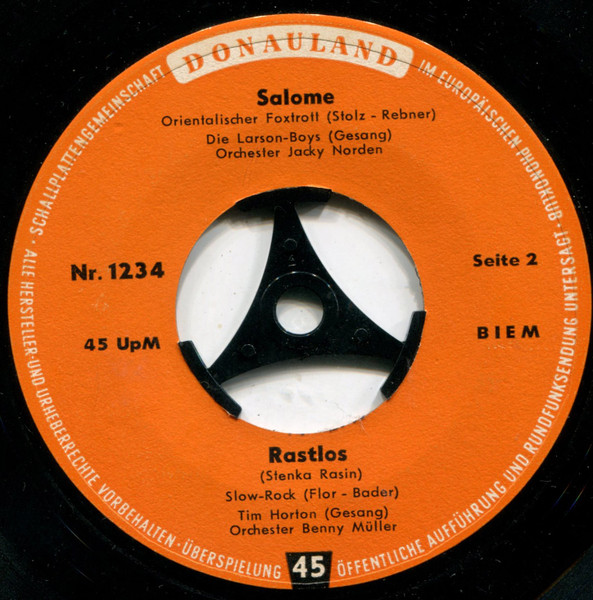 DONAULAND
Salome
Orientalischer Foxtrott (Stolz - Rebner)
Die Larson-Boys (Gesang)
Orchester Jacky Norden
Nr. 1234
Seite 2
45 UpM
BIEM
Rastlos
(Stenka Rasin)
Slow-Rock (Flor - Bader)
Tim Horton (Gesang)
Orchester Benny Müller
45
SCHALLPLATTENGEMEINSCHAFT
IM EUROPÄISCHEN PHONOKLUB ·
· ALLE HERSTELLER-UND URHEBERRECHTE VORBEHALTEN · ÜBERSPIELUNG
ÖFFENTLICHE AUFFÜHRUNG UND RUNDFUNKSENDUNG UNTERSAGT